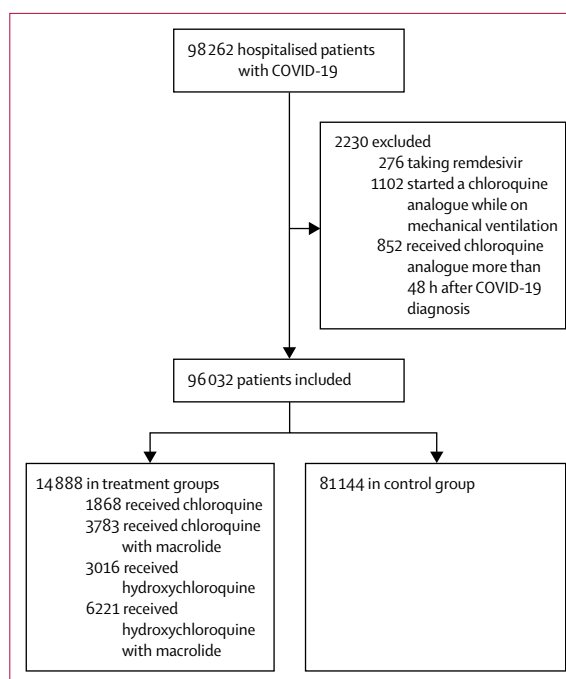 98 262 hospitalised patients
with COVID-19
2230 excluded
276 taking remdesivir
1102 started a chloroquine
analogue while on
mechanical ventilation
852 received chloroquine
analogue more than
48 h after COVID-19
diagnosis
96 032 patients included
14 888 in treatment groups
1868 received chloroquine
3783 received chloroquine
with macrolide
3016 received
hydroxychloroquine
6221 received
hydroxychloroquine
with macrolide
81 144 in control group